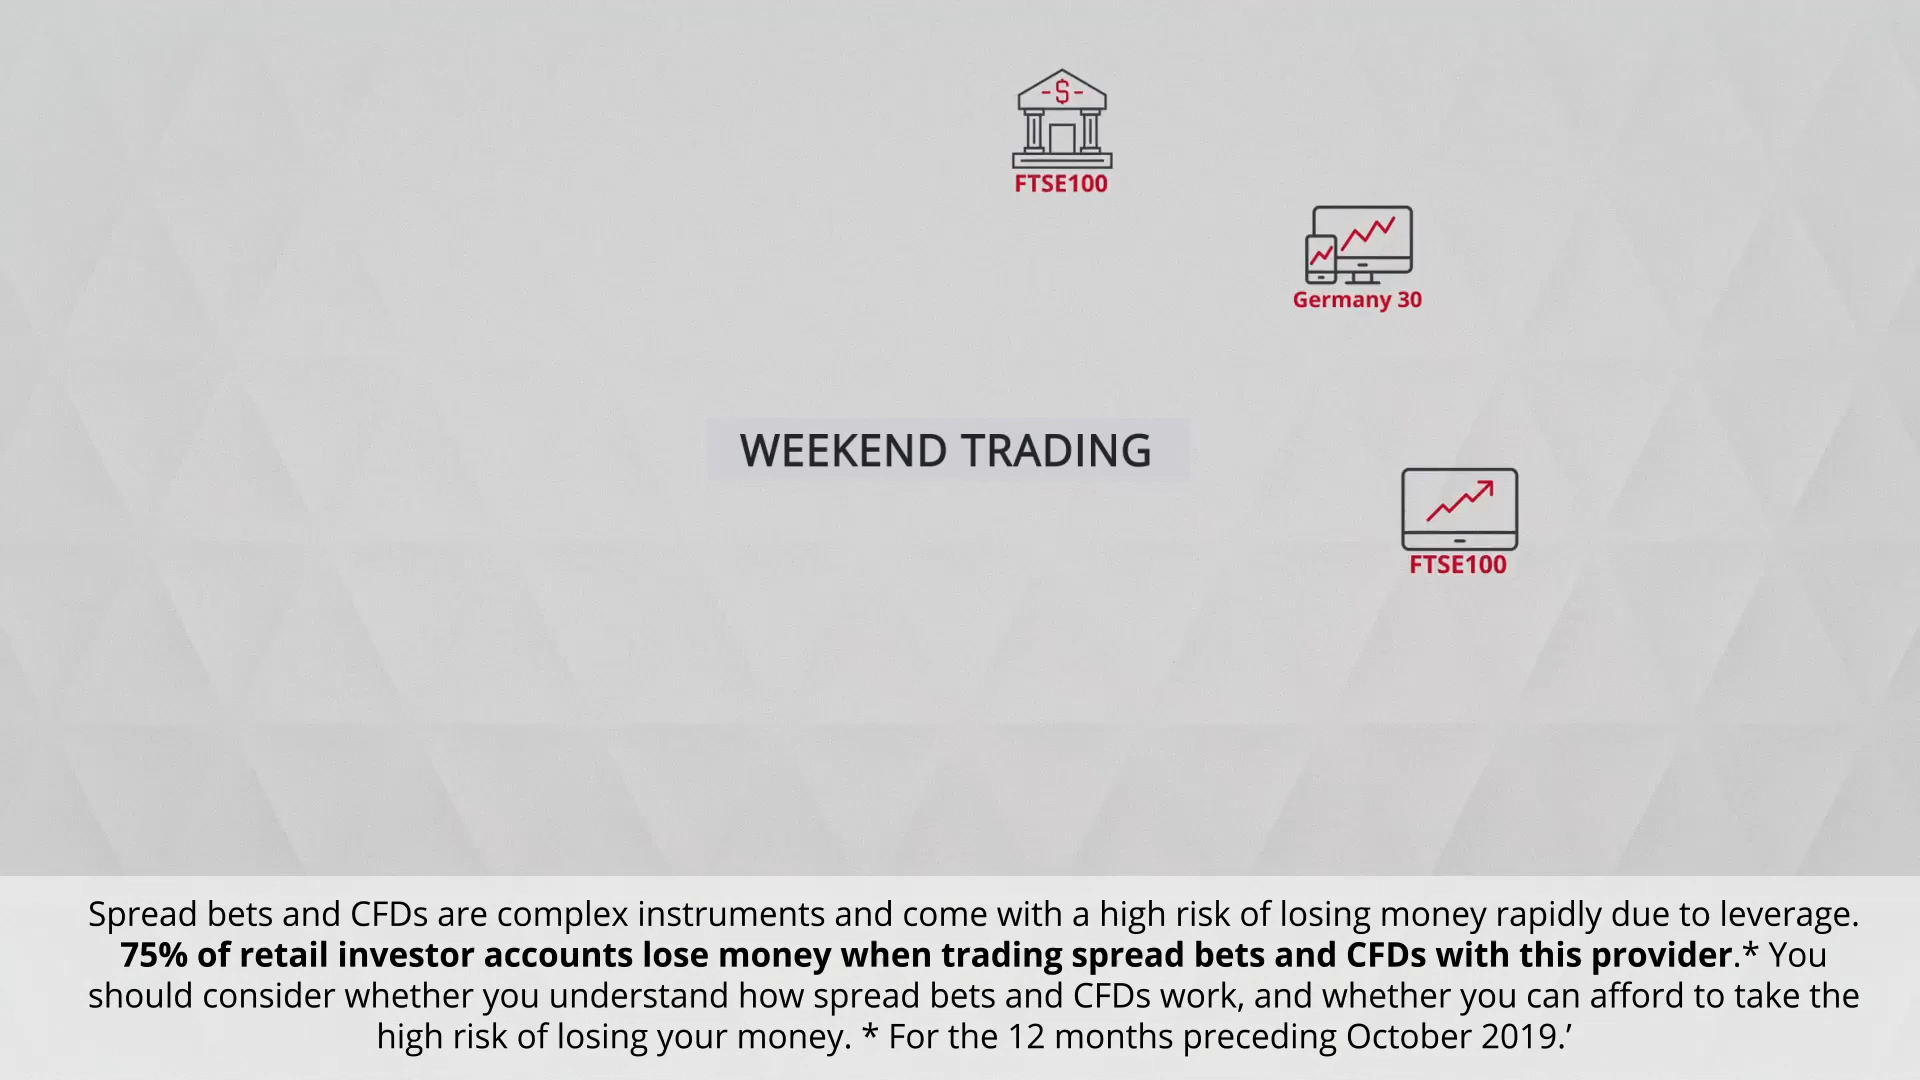 -$-
FTSE100
Germany 30
WEEKEND TRADING
FTSE100
Spread bets and CFDs are complex instruments and come with a high risk of losing money rapidly due to leverage.
75% of retail investor accounts lose money when trading spread bets and CFDs with this provider.* You
should consider whether you understand how spread bets and CFDs work, and whether you can afford to take the
high risk of losing your money. * For the 12 months preceding October 2019.’